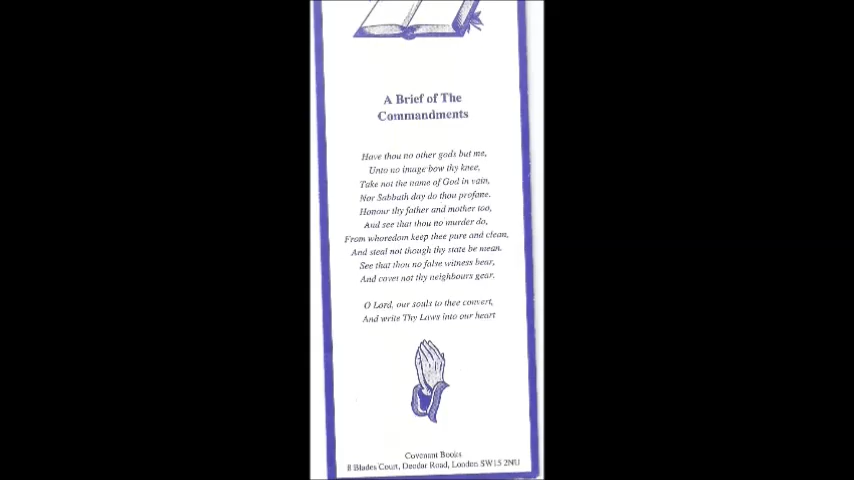 A Brief of The
Commandments
Have thou no other gods but me,
Unto no image bow thy knee,
Take not the name of God in vain,
Nor Sabbath day do thou profane.
Honour thy father and mother too,
And see that thou no murder do,
From whoredom keep thee pure and clean,
And steal not though thy state be mean.
See that thou no false witness bear,
And covet not thy neighbours gear.
O Lord, our souls to thee convert,
And write Thy Laws into our heart
Covenant Books
8 Blades Court, Deodar Road, London SW15 2NU